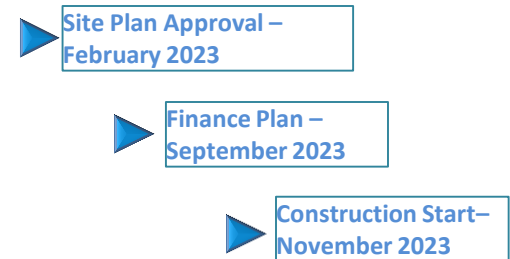 Site Plan Approval –
February 2023
Finance Plan –
September 2023
Construction Start–
November 2023